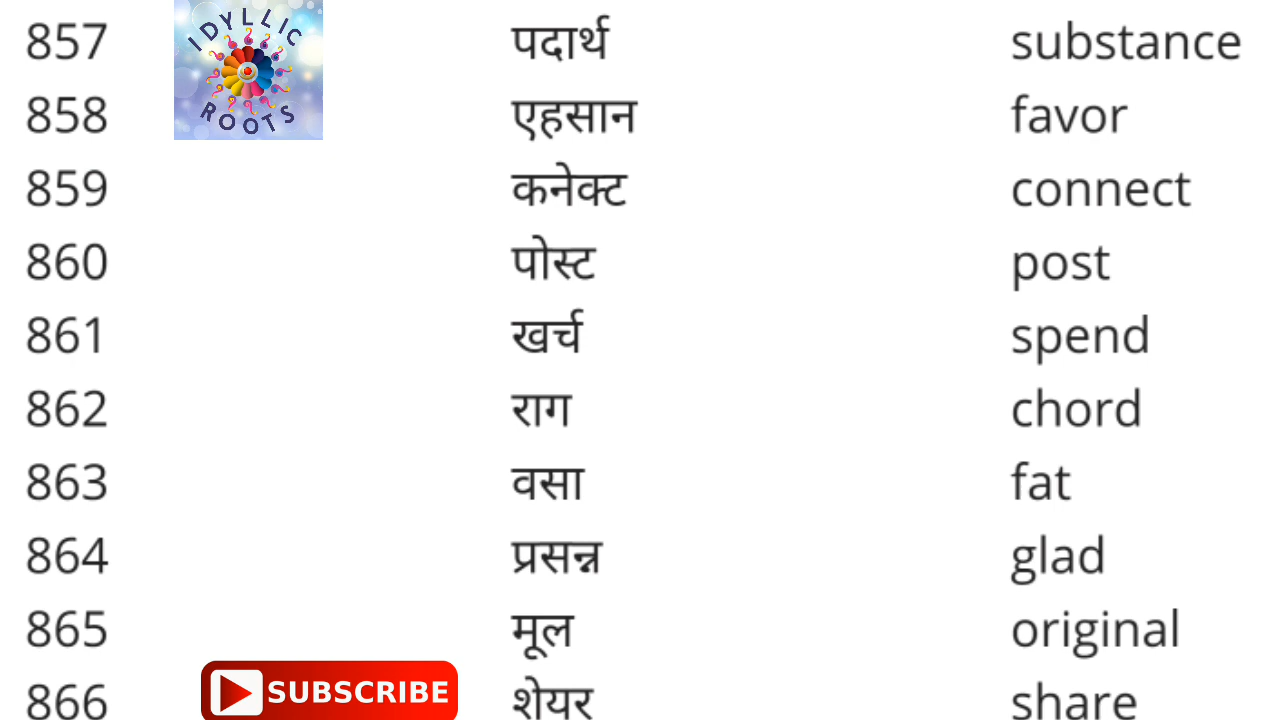 857 पदार्थ substance
IDYLLIC
ROOTS
858 एहसान favor
859 कनेक्ट connect
860 पोस्ट post
861 खर्च spend
862 राग chord
863 वसा fat
864 प्रसन्न glad
865 मूल original
866 शेयर share
SUBSCRIBE